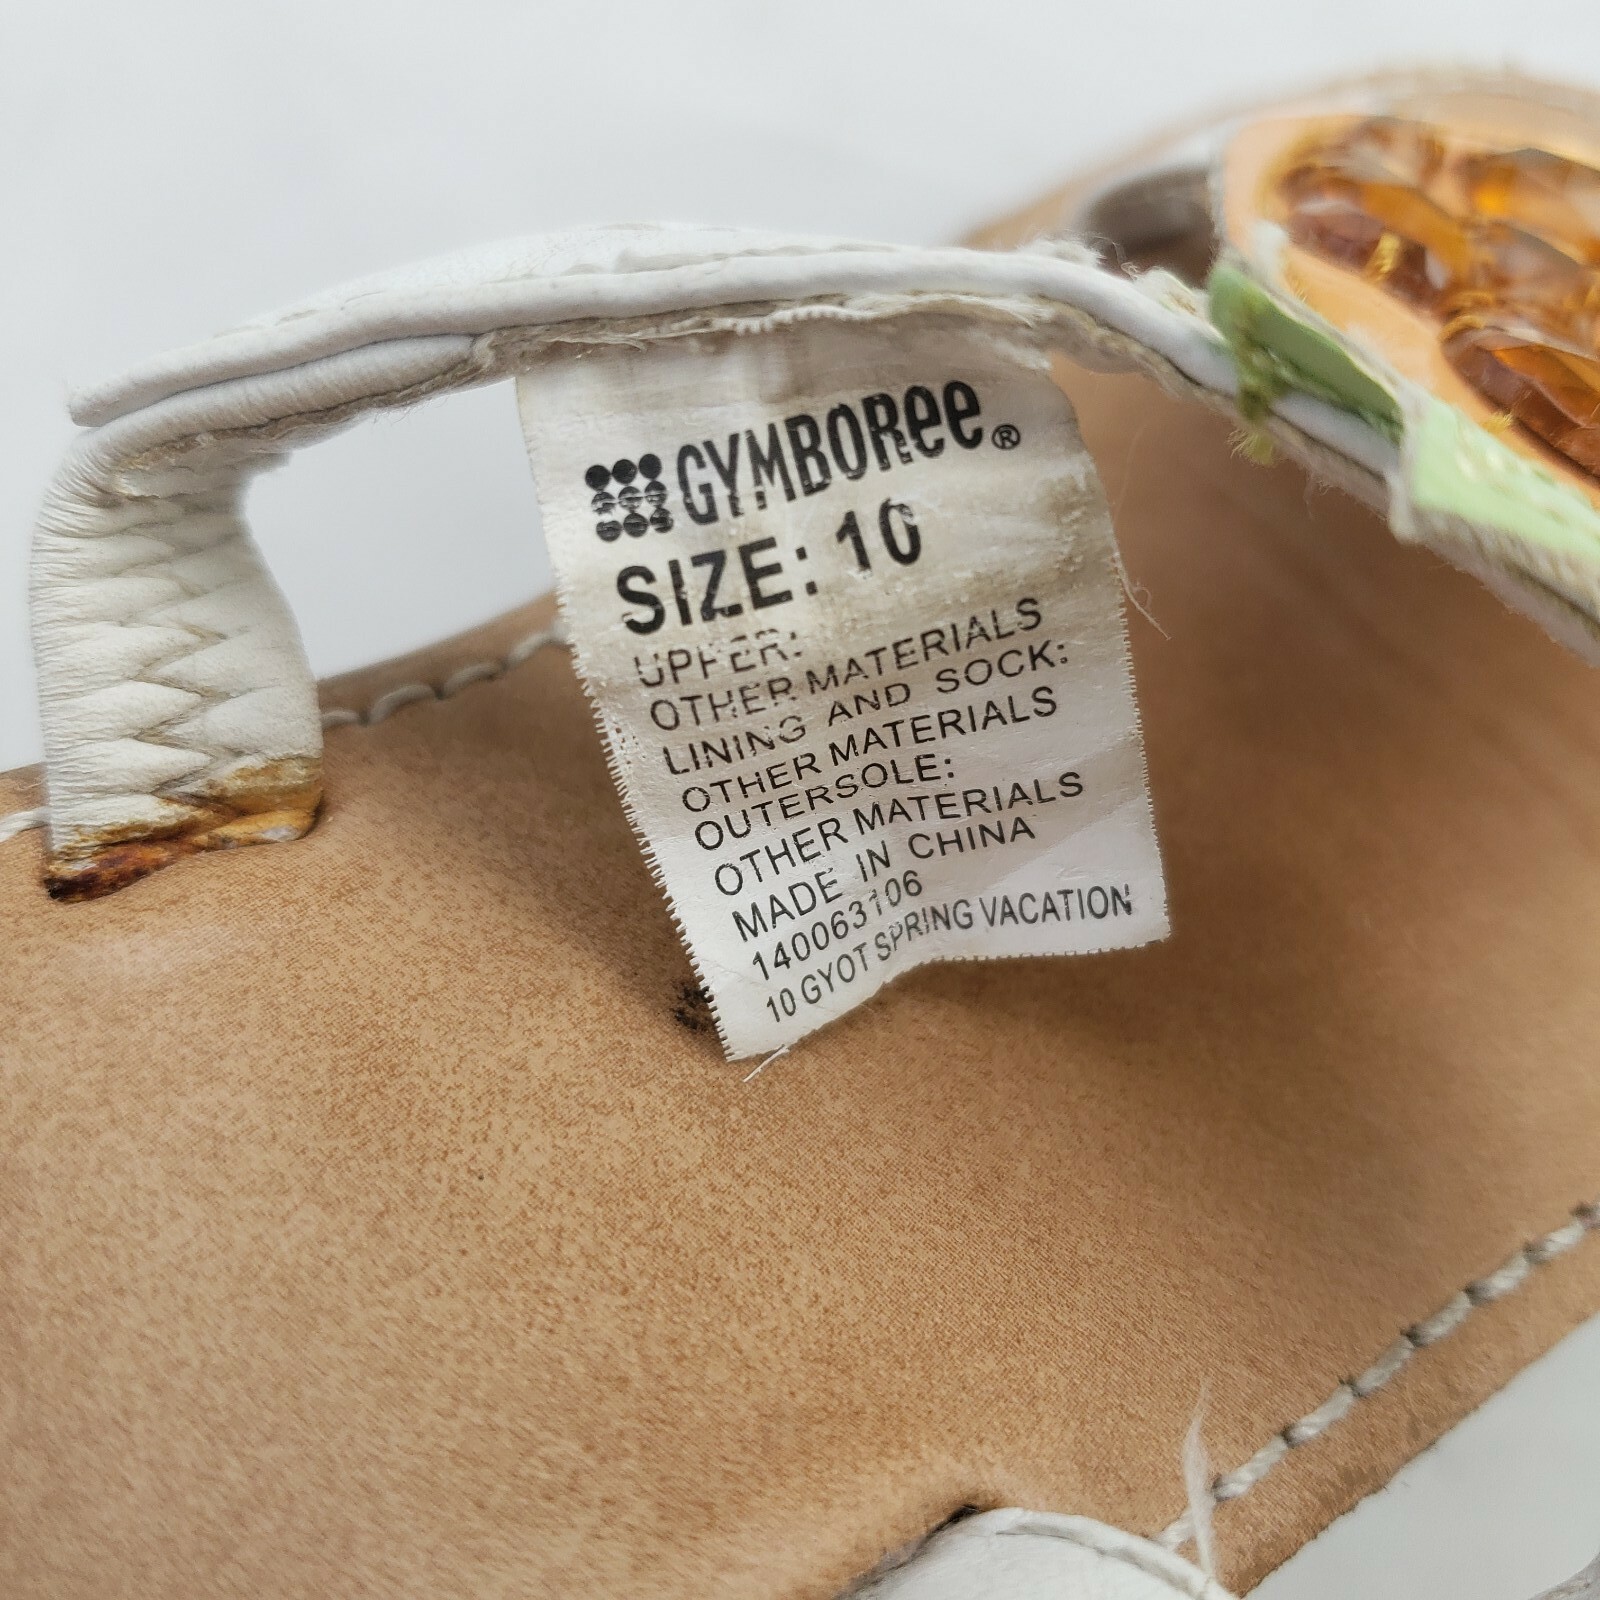 GYMBOREE®
SIZE: 10
UPPER:
OTHER MATERIALS
LINING AND SOCK:
OTHER MATERIALS
OUTERSOLE:
OTHER MATERIALS
MADE IN CHINA
140063106
10 GYOT SPRING VACATION